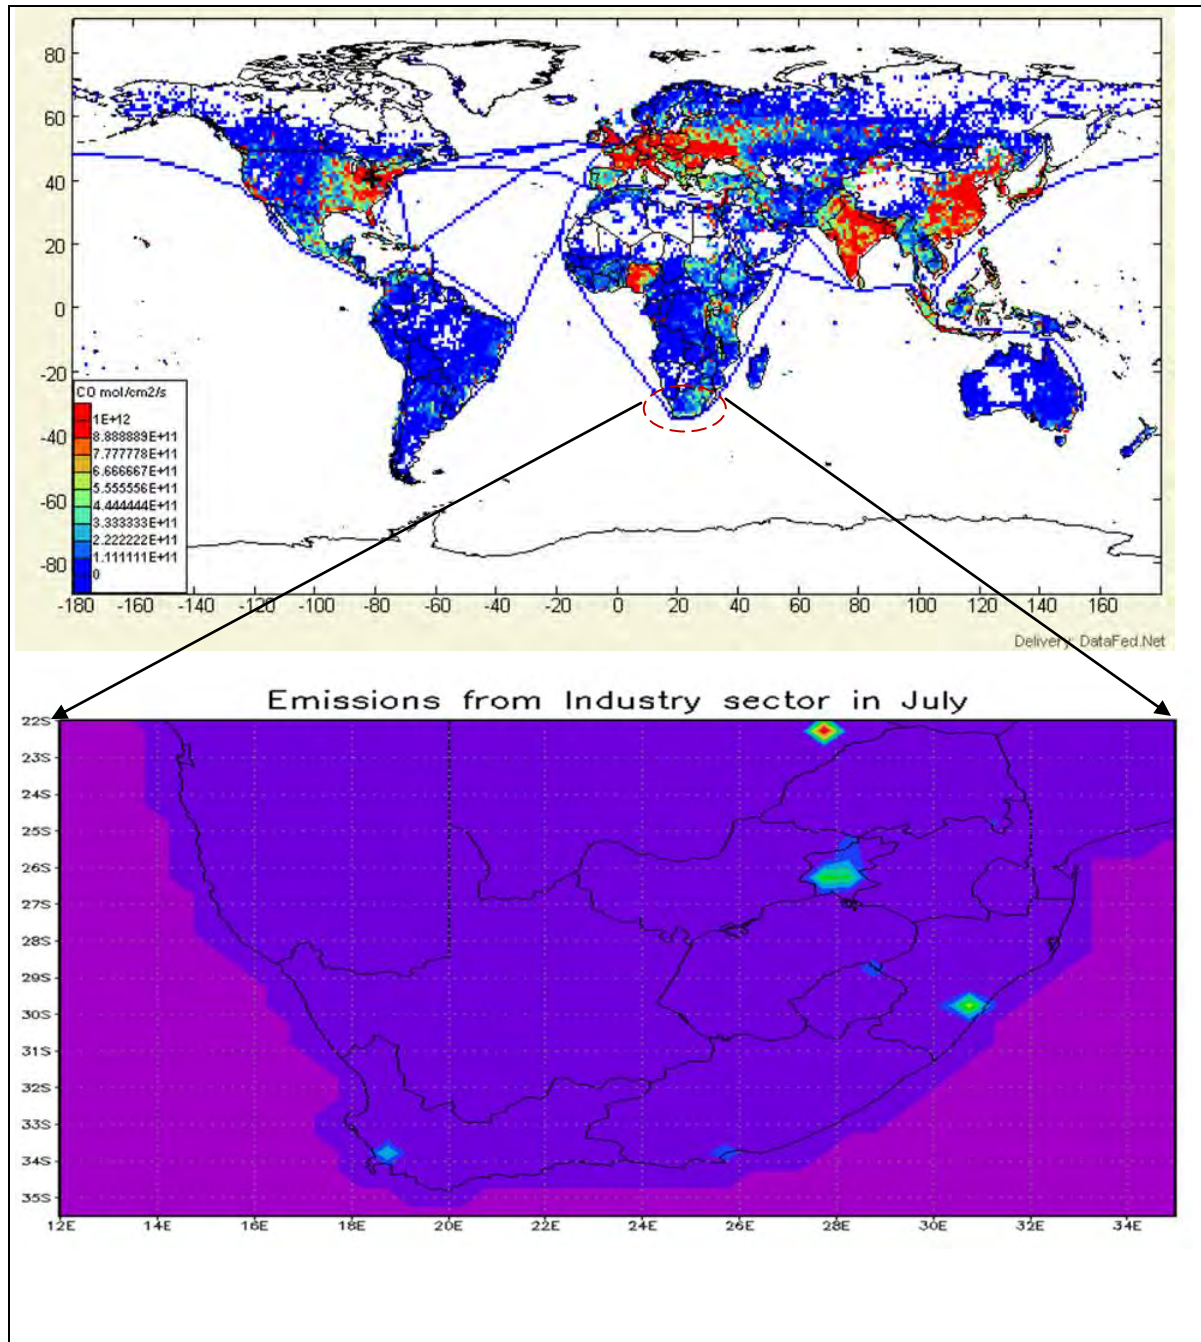 80
60
40
20
0
-20
-40
-60
-80
CO mol/cm2/s
1E+12
8.888889E+11
7.777778E+11
6.666667E+11
5.555556E+11
4.444444E+11
3.333333E+11
2.222222E+11
1.111111E+11
0
-180 -160 -140 -120 -100 -80 -60 -40 -20 0 20 40 60 80 100 120 140 160
Delivery: DataFed.Net
Emissions from Industry sector in July
22S
23S
24S
25S
26S
27S
28S
29S
30S
31S
32S
33S
34S
35S
12E 14E 16E 18E 20E 22E 24E 26E 28E 30E 32E 34E